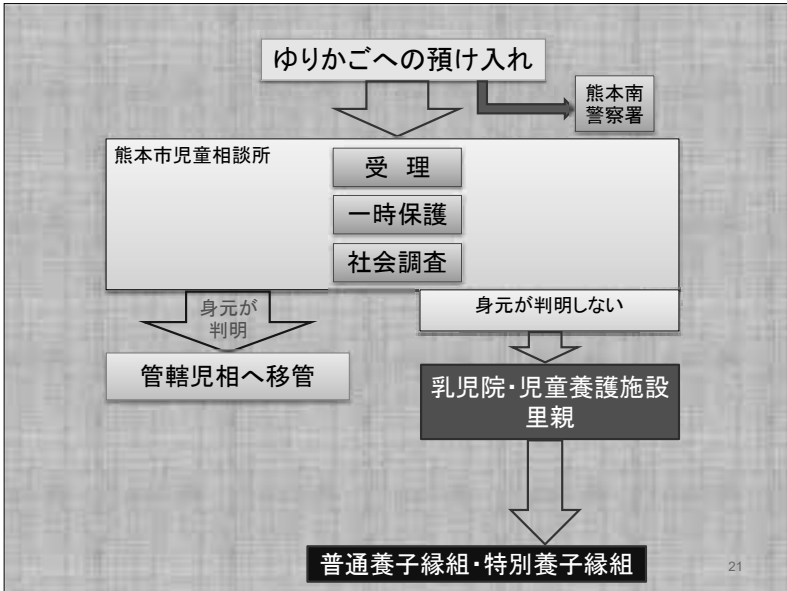 ゆりかごへの預け入れ
熊本南
警察署
熊本市児童相談所
受　理
一時保護
社会調査
身元が
判明
身元が判明しない
管轄児相へ移管
乳児院・児童養護施設
里親
普通養子縁組・特別養子縁組
21